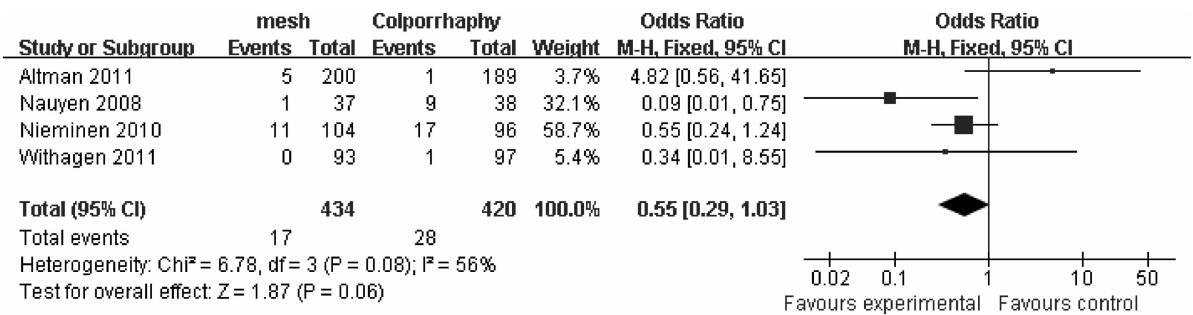 mesh Colporrhaphy Odds Ratio Odds Ratio
Study or Subgroup Events Total Events Total Weight M-H, Fixed, 95% CI M-H, Fixed, 95% CI
Altman 2011 5 200 1 189 3.7% 4.82 [0.56, 41.65]
Nauyen 2008 1 37 9 38 32.1% 0.09 [0.01, 0.75]
Nieminen 2010 11 104 17 96 58.7% 0.55 [0.24, 1.24]
Withagen 2011 0 93 1 97 5.4% 0.34 [0.01, 8.55]
Total (95% CI) 434 420 100.0% 0.55 [0.29, 1.03]
Total events 17 28
Heterogeneity: Chi² = 6.78, df = 3 (P = 0.08); I² = 56%
Test for overall effect: Z = 1.87 (P = 0.06)
0.02 0.1 1 10 50
Favours experimental Favours control